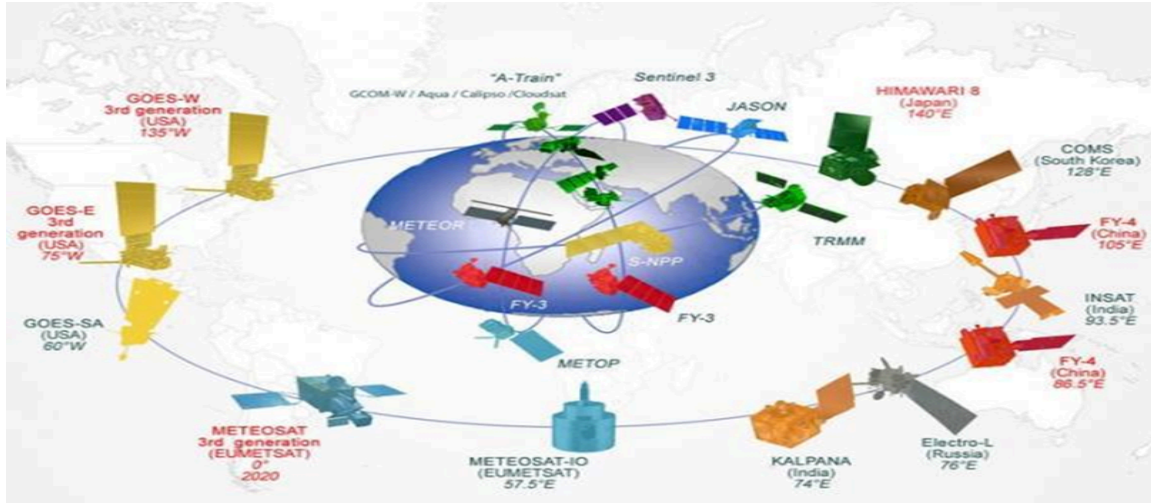 "A-Train"
GCOM-W / Aqua / Calipso /Cloudsat
Sentinel 3
JASON
GOES-W
3rd generation
(USA)
135°W
HIMAWARI 8
(Japan)
140°E
COMS
(South Korea)
128°E
GOES-E
3rd
generation
(USA)
75°W
METEOR
TRMM
FY-4
(China)
105°E
S-NPP
GOES-SA
(USA)
60°W
FY-3
FY-3
INSAT
(India)
93.5°E
METOP
FY-4
(China)
86.5°E
METEOSAT
3rd generation
(EUMETSAT)
0°
2020
METEOSAT-IO
(EUMETSAT)
57.5°E
KALPANA
(India)
74°E
Electro-L
(Russia)
76°E